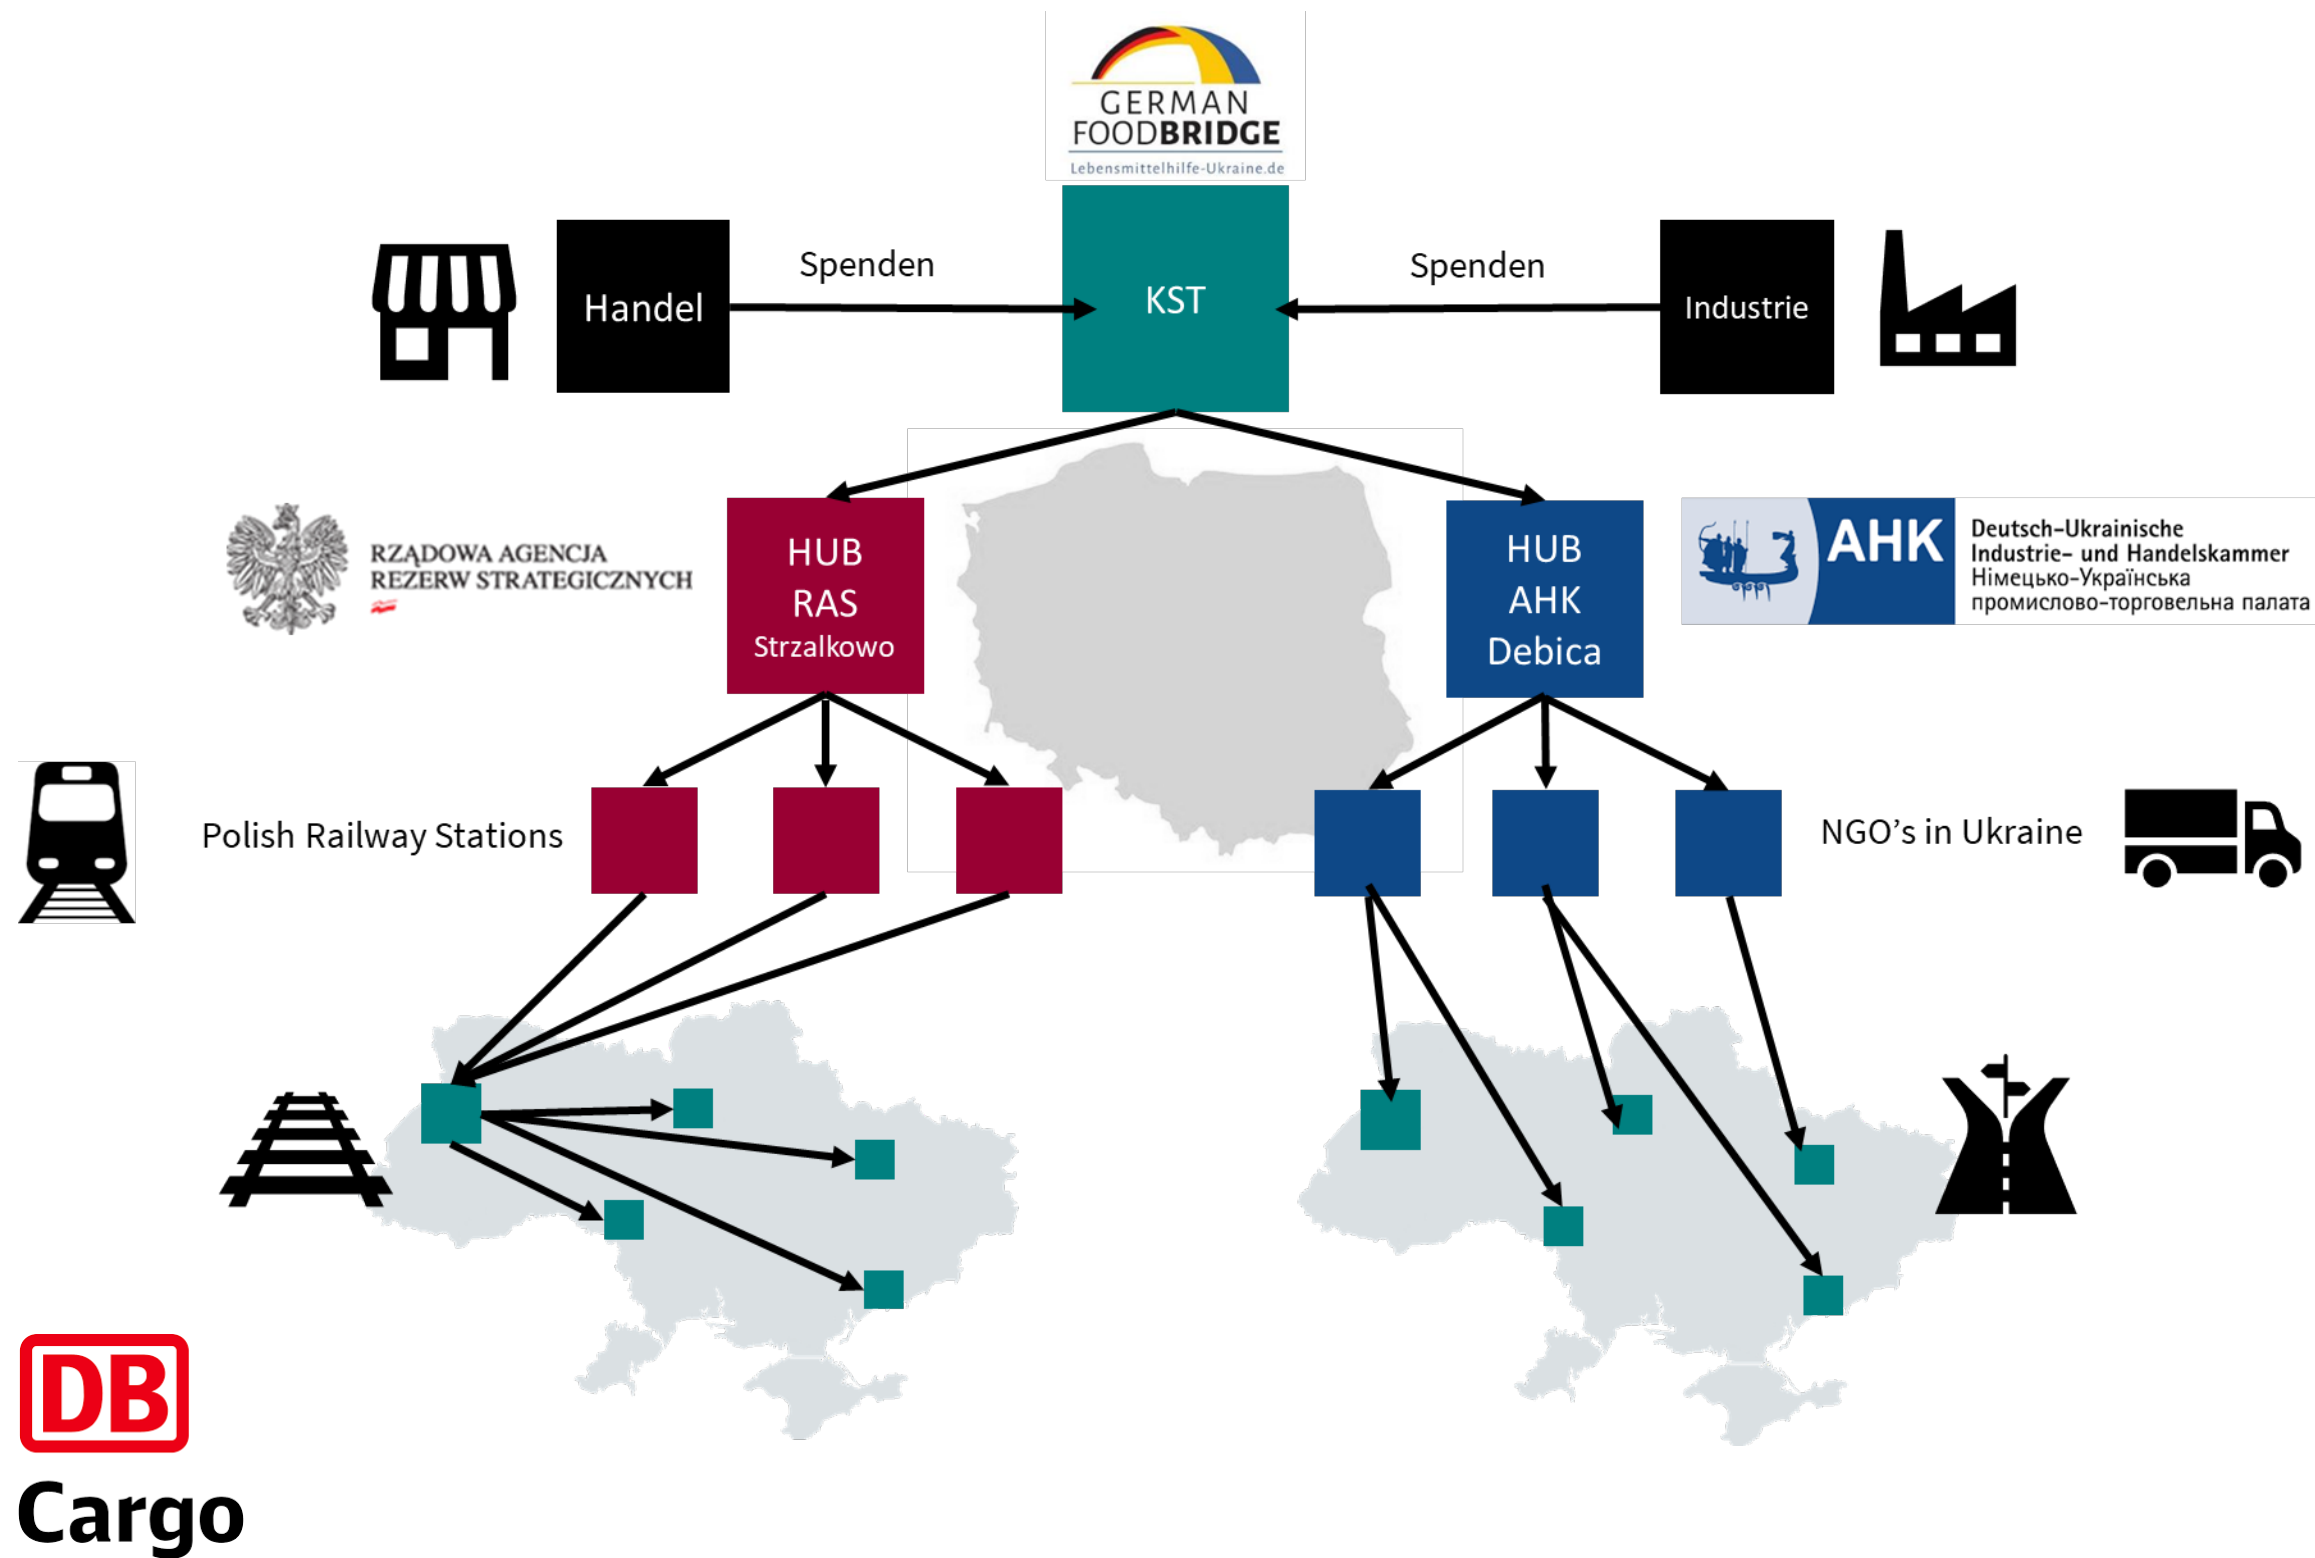 GERMAN
FOODBRIDGE
Lebensmittelhilfe-Ukraine.de
Handel
Spenden
KST
Spenden
Industrie
RZĄDOWA AGENCJA
REZERW STRATEGICZNYCH
HUB
RAS
Strzalkowo
HUB
AHK
Debica
AHK
Deutsch-Ukrainische
Industrie- und Handelskammer
Німецько-Українська
промислово-торговельна палата
Polish Railway Stations
NGO’s in Ukraine
DB
Cargo